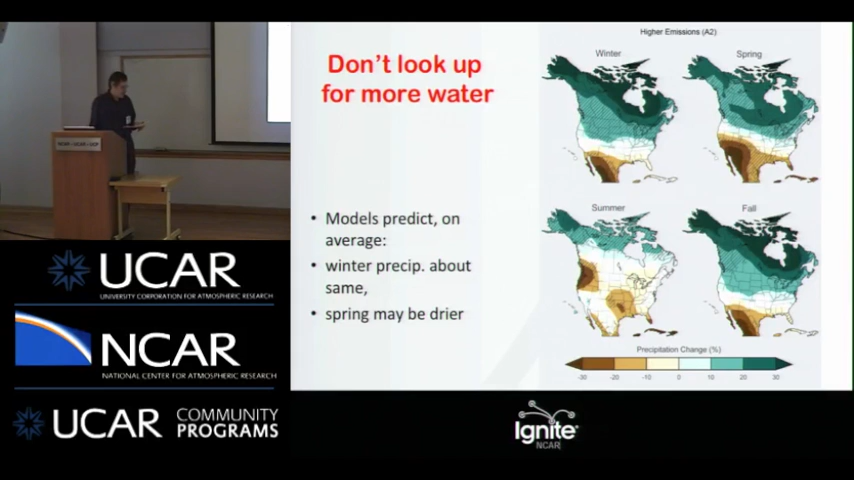 Don't look up
for more water
• Models predict, on
average:
• winter precip. about
same,
• spring may be drier
Higher Emissions (A2)
Winter
Spring
Summer
Fall
Precipitation Change (%)
-30 -20 -10 0 10 20 30
UCAR
UNIVERSITY CORPORATION FOR ATMOSPHERIC RESEARCH
NCAR
NATIONAL CENTER FOR ATMOSPHERIC RESEARCH
UCAR COMMUNITY
PROGRAMS
Ignite
NCAR